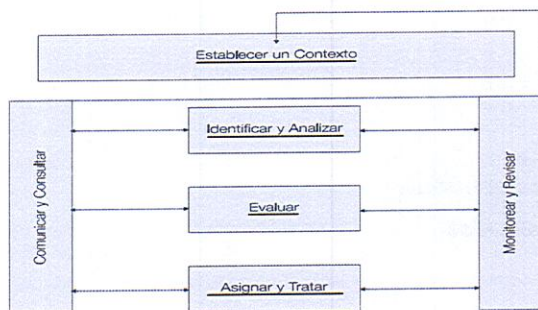 Establecer un Contexto
Comunicar y Consultar
Identificar y Analizar
Evaluar
Asignar y Tratar
Monitorear y Revisar